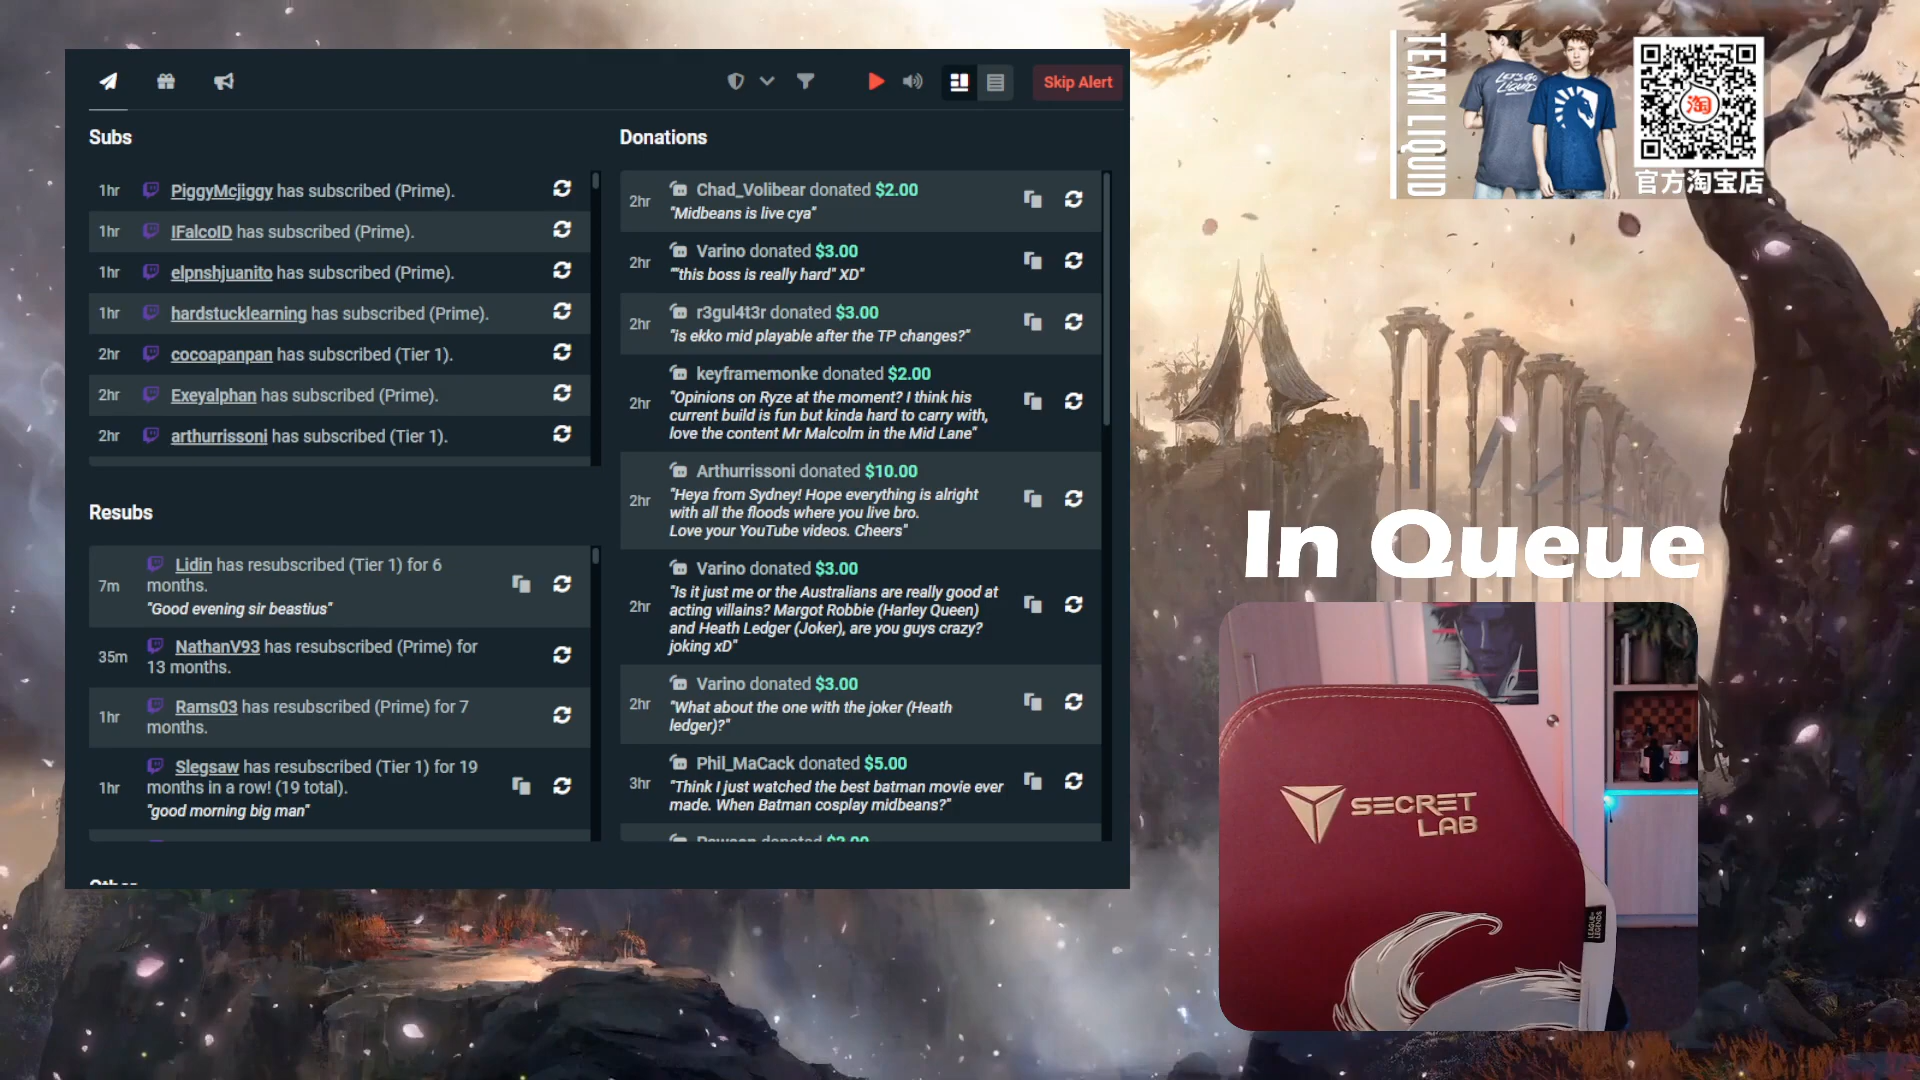 Skip Alert
Subs
1hr PiggyMcjiggy has subscribed (Prime).
1hr IFalcoID has subscribed (Prime).
1hr elpnshjuanito has subscribed (Prime).
1hr hardstucklearning has subscribed (Prime).
2hr cocoapanpan has subscribed (Tier 1).
2hr Exeyalphan has subscribed (Prime).
2hr arthurrissoni has subscribed (Tier 1).
Resubs
7m Lidin has resubscribed (Tier 1) for 6
months.
"Good evening sir beastius"
35m NathanV93 has resubscribed (Prime) for
13 months.
1hr Rams03 has resubscribed (Prime) for 7
months.
1hr Slegsaw has resubscribed (Tier 1) for 19
months in a row! (19 total).
"good morning big man"
Other
Donations
2hr Chad_Volibear donated $2.00
"Midbeans is live cya"
2hr Varino donated $3.00
""this boss is really hard" XD"
2hr r3gul4t3r donated $3.00
"is ekko mid playable after the TP changes?"
2hr keyframemonke donated $2.00
"Opinions on Ryze at the moment? I think his
current build is fun but kinda hard to carry with,
love the content Mr Malcolm in the Mid Lane"
2hr Arthurrissoni donated $10.00
"Heya from Sydney! Hope everything is alright
with all the floods where you live bro.
Love your YouTube videos. Cheers"
2hr Varino donated $3.00
"Is it just me or the Australians are really good at
acting villains? Margot Robbie (Harley Queen)
and Heath Ledger (Joker), are you guys crazy?
joking xD"
2hr Varino donated $3.00
"What about the one with the joker (Heath
ledger)?"
3hr Phil_MaCack donated $5.00
"Think I just watched the best batman movie ever
made. When Batman cosplay midbeans?"
TEAM LIQUID
LET'S GO
LIQUID
淘
官方淘宝店
In Queue
SECRET
LAB
LEAGUE OF
LEGENDS